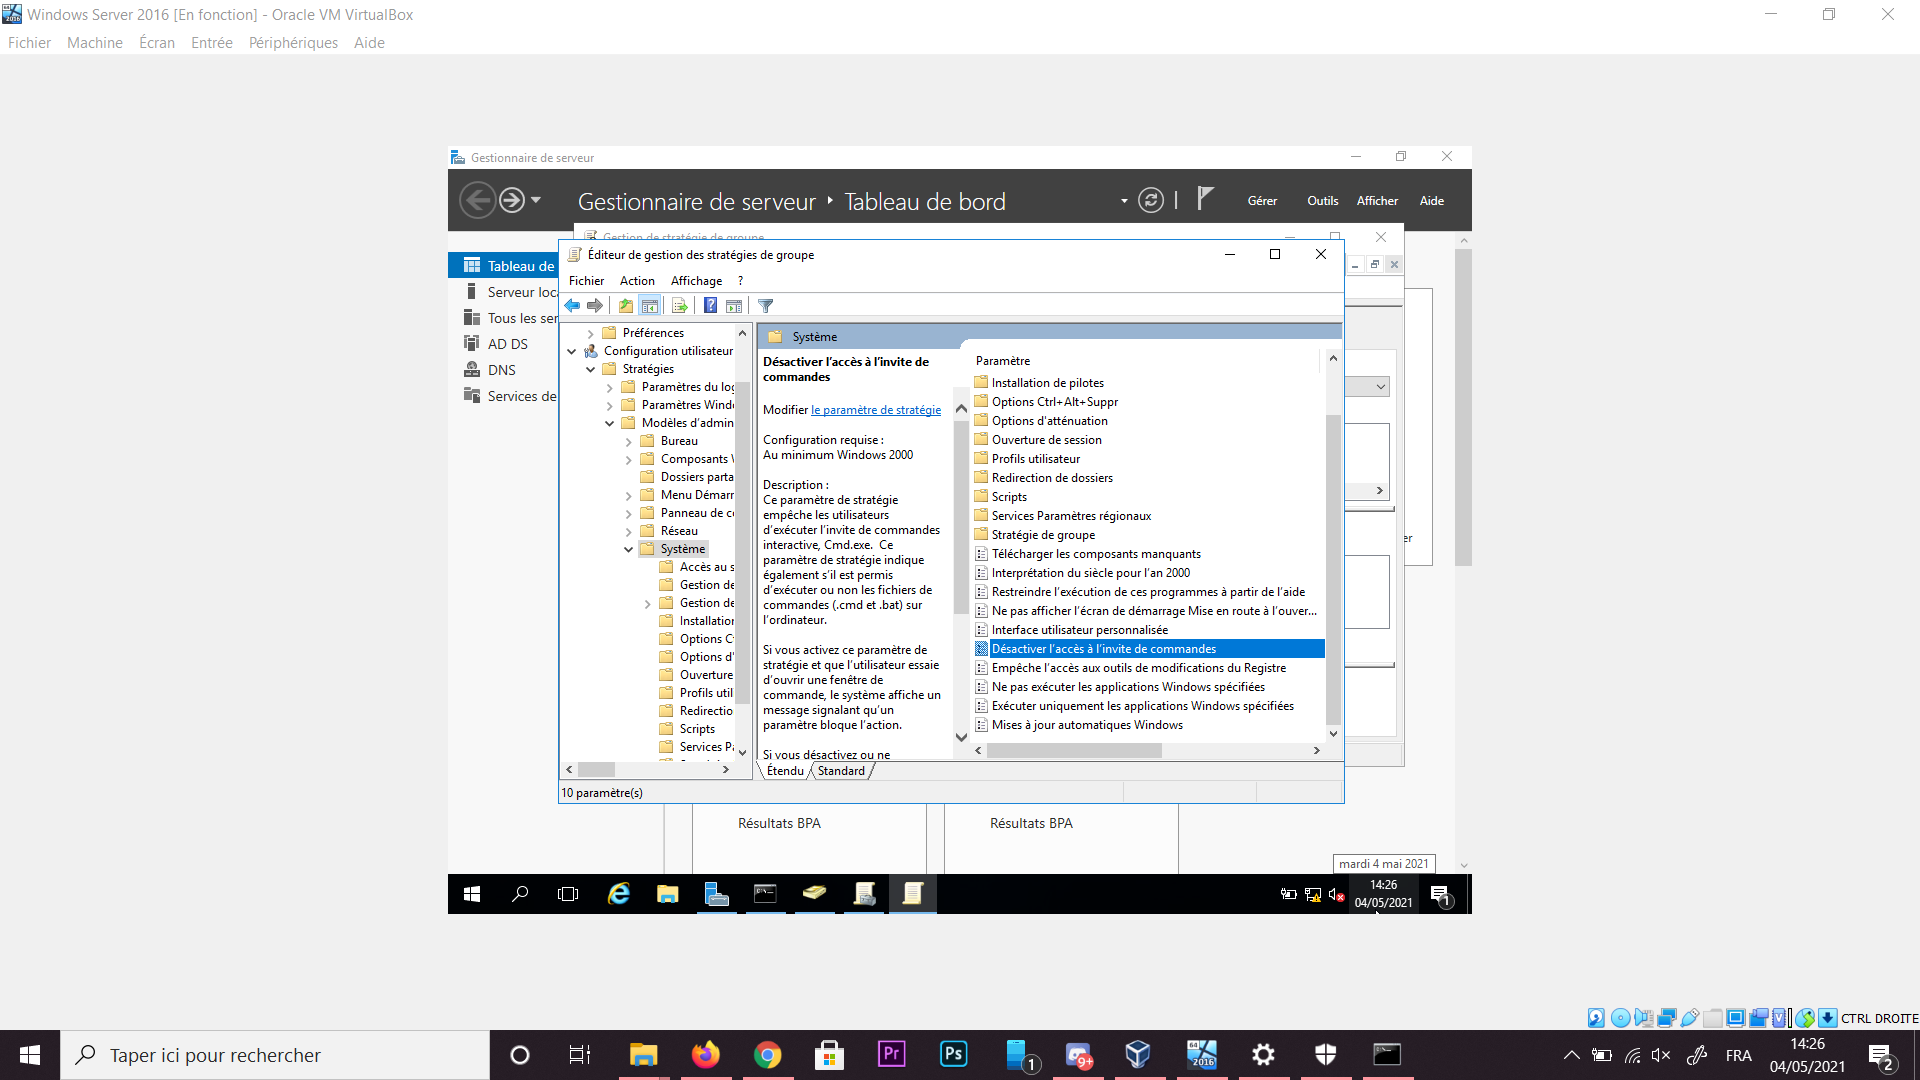 Windows Server 2016 [En fonction] - Oracle VM VirtualBox
Fichier Machine Écran Entrée Périphériques Aide
Gestionnaire de serveur
Gestionnaire de serveur ‣ Tableau de bord
Gérer Outils Afficher Aide
Gestion de stratégie de groupe
Tableau de
Serveur loc
Tous les ser
AD DS
DNS
Services de
Éditeur de gestion des stratégies de groupe
Fichier Action Affichage ?
Préférences
Configuration utilisateur
Stratégies
Paramètres du log
Paramètres Windo
Modèles d'admin
Bureau
Composants W
Dossiers parta
Menu Démarr
Panneau de co
Réseau
Système
Accès au s
Gestion de
Gestion de
Installation
Options Ct
Options d'
Ouverture
Profils util
Redirectio
Scripts
Services Pa
Système
Désactiver l'accès à l'invite de
commandes
Modifier le paramètre de stratégie
Configuration requise :
Au minimum Windows 2000
Description :
Ce paramètre de stratégie
empêche les utilisateurs
d'exécuter l'invite de commandes
interactive, Cmd.exe.  Ce
paramètre de stratégie indique
également s'il est permis
d'exécuter ou non les fichiers de
commandes (.cmd et .bat) sur
l'ordinateur.
Si vous activez ce paramètre de
stratégie et que l'utilisateur essaie
d'ouvrir une fenêtre de
commande, le système affiche un
message signalant qu'un
paramètre bloque l'action.
Si vous désactivez ou ne
Paramètre
Installation de pilotes
Options Ctrl+Alt+Suppr
Options d'atténuation
Ouverture de session
Profils utilisateur
Redirection de dossiers
Scripts
Services Paramètres régionaux
Stratégie de groupe
Télécharger les composants manquants
Interprétation du siècle pour l'an 2000
Restreindre l'exécution de ces programmes à partir de l'aide
Ne pas afficher l'écran de démarrage Mise en route à l'ouver...
Interface utilisateur personnalisée
Désactiver l'accès à l'invite de commandes
Empêche l'accès aux outils de modifications du Registre
Ne pas exécuter les applications Windows spécifiées
Exécuter uniquement les applications Windows spécifiées
Mises à jour automatiques Windows
er
Étendu Standard
10 paramètre(s)
Résultats BPA Résultats BPA
mardi 4 mai 2021
14:26
04/05/2021
1
CTRL DROITE
Taper ici pour rechercher
Pr Ps 1 9+ 64 2016
FRA
14:26
04/05/2021
2